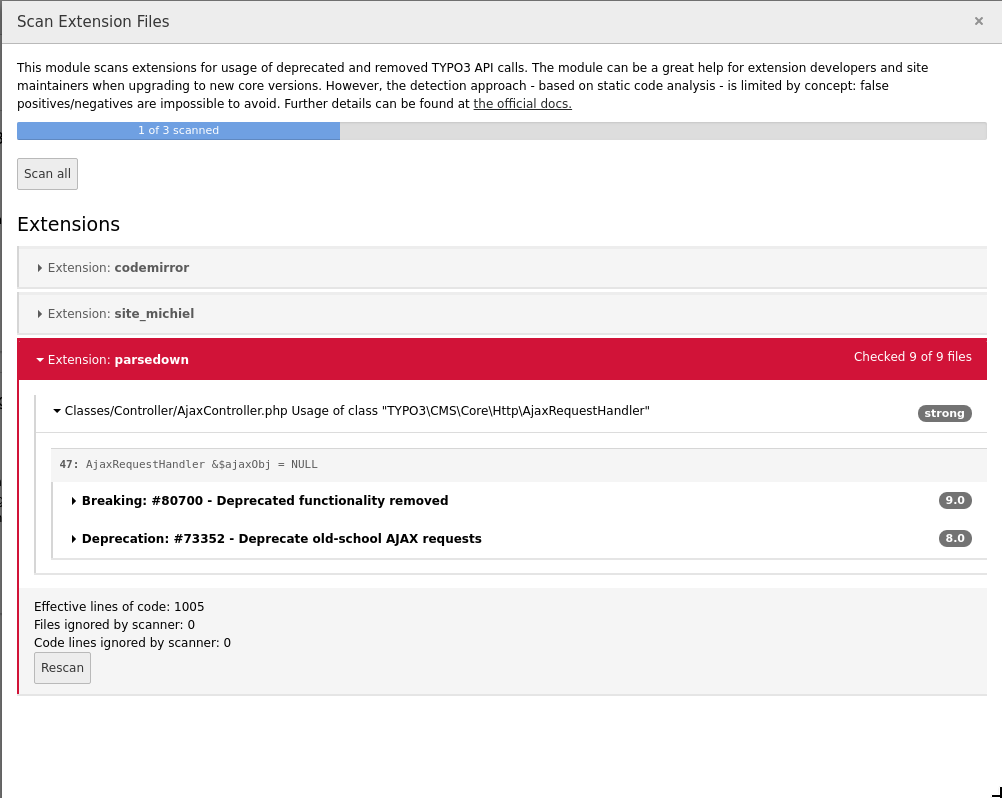 Scan Extension Files
×
This module scans extensions for usage of deprecated and removed TYPO3 API calls. The module can be a great help for extension developers and site
maintainers when upgrading to new core versions. However, the detection approach - based on static code analysis - is limited by concept: false
positives/negatives are impossible to avoid. Further details can be found at the official docs.
1 of 3 scanned
Scan all
Extensions
Extension: codemirror
Extension: site_michiel
Extension: parsedown Checked 9 of 9 files
Classes/Controller/AjaxController.php Usage of class "TYPO3\CMS\Core\Http\AjaxRequestHandler" strong
47: AjaxRequestHandler &$ajaxObj = NULL
Breaking: #80700 - Deprecated functionality removed 9.0
Deprecation: #73352 - Deprecate old-school AJAX requests 8.0
Effective lines of code: 1005
Files ignored by scanner: 0
Code lines ignored by scanner: 0
Rescan